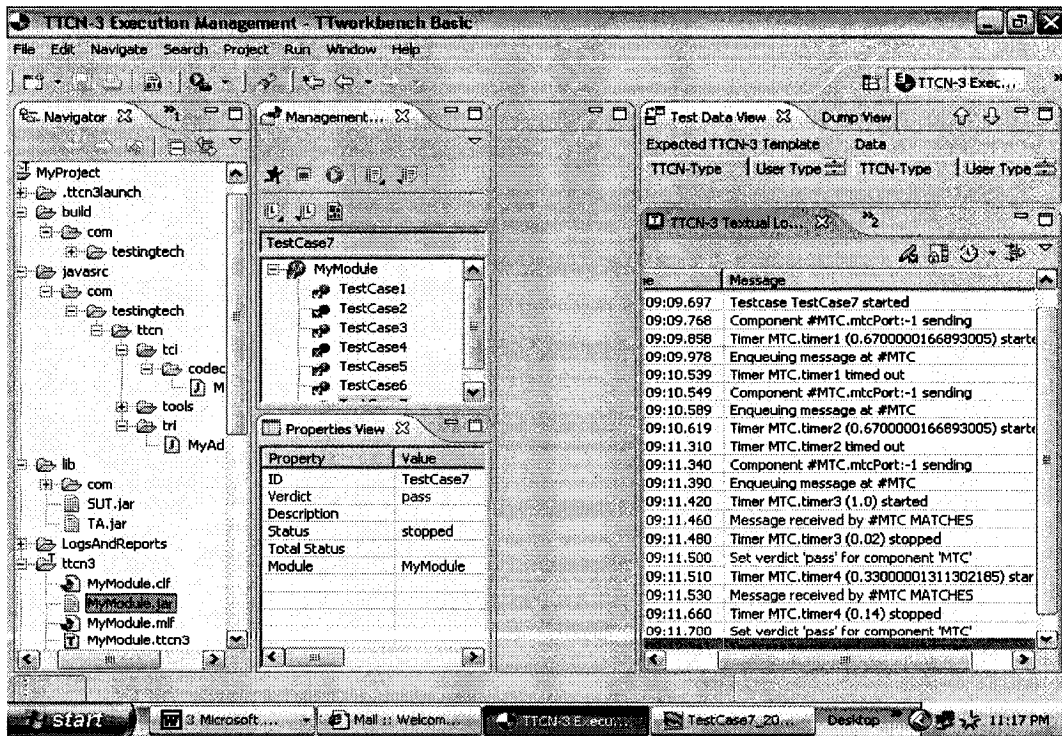 TTCN-3 Execution Management - TTworkbench Basic
File Edit Navigate Search Project Run Window Help
TTCN-3 Exec...
Navigator
MyProject
.ttcn3launch
build
com
testingtech
javasrc
com
testingtech
ttcn
tci
codec
M
tools
tri
MyAd
lib
com
SUT.jar
TA.jar
LogsAndReports
ttcn3
MyModule.clf
MyModule.jar
MyModule.mlf
MyModule.ttcn3
Management...
TestCase7
MyModule
TestCase1
TestCase2
TestCase3
TestCase4
TestCase5
TestCase6
Properties View
Property Value
ID TestCase7
Verdict pass
Description
Status stopped
Total Status
Module MyModule
Test Data View Dump View
Expected TTCN-3 Template Data
TTCN-Type User Type TTCN-Type User Type
TTCN-3 Textual Lo...
e Message
09:09.697 Testcase TestCase7 started
09:09.768 Component #MTC.mtcPort:-1 sending
09:09.858 Timer MTC.timer1 (0.6700000166893005) starte
09:09.978 Enqueuing message at #MTC
09:10.539 Timer MTC.timer1 timed out
09:10.549 Component #MTC.mtcPort:-1 sending
09:10.589 Enqueuing message at #MTC
09:10.619 Timer MTC.timer2 (0.6700000166893005) starte
09:11.310 Timer MTC.timer2 timed out
09:11.340 Component #MTC.mtcPort:-1 sending
09:11.390 Enqueuing message at #MTC
09:11.420 Timer MTC.timer3 (1.0) started
09:11.460 Message received by #MTC MATCHES
09:11.480 Timer MTC.timer3 (0.02) stopped
09:11.500 Set verdict 'pass' for component 'MTC'
09:11.510 Timer MTC.timer4 (0.33000001311302185) star
09:11.530 Message received by #MTC MATCHES
09:11.660 Timer MTC.timer4 (0.14) stopped
09:11.700 Set verdict 'pass' for component 'MTC'
start 3 Microsoft ... Mail :: Welcom... TTCN-3 Execu... TestCase7_20... Desktop 11:17 PM